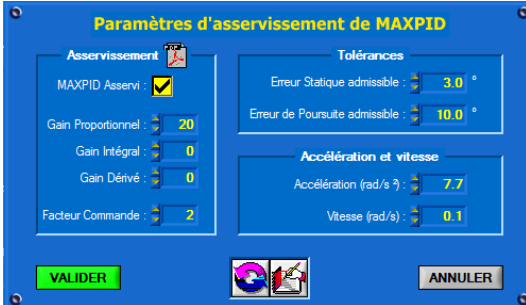 Paramètres d'asservissement de MAXPID
Asservissement
MAXPID Asservi :
Gain Proportionnel : 20
Gain Intégral : 0
Gain Dérivé : 0
Facteur Commande : 2
Tolérances
Erreur Statique admissible : 3.0 °
Erreur de Poursuite admissible : 10.0 °
Accélération et vitesse
Accélération (rad/s ²) : 7.7
Vitesse (rad/s) : 0.1
VALIDER
ANNULER